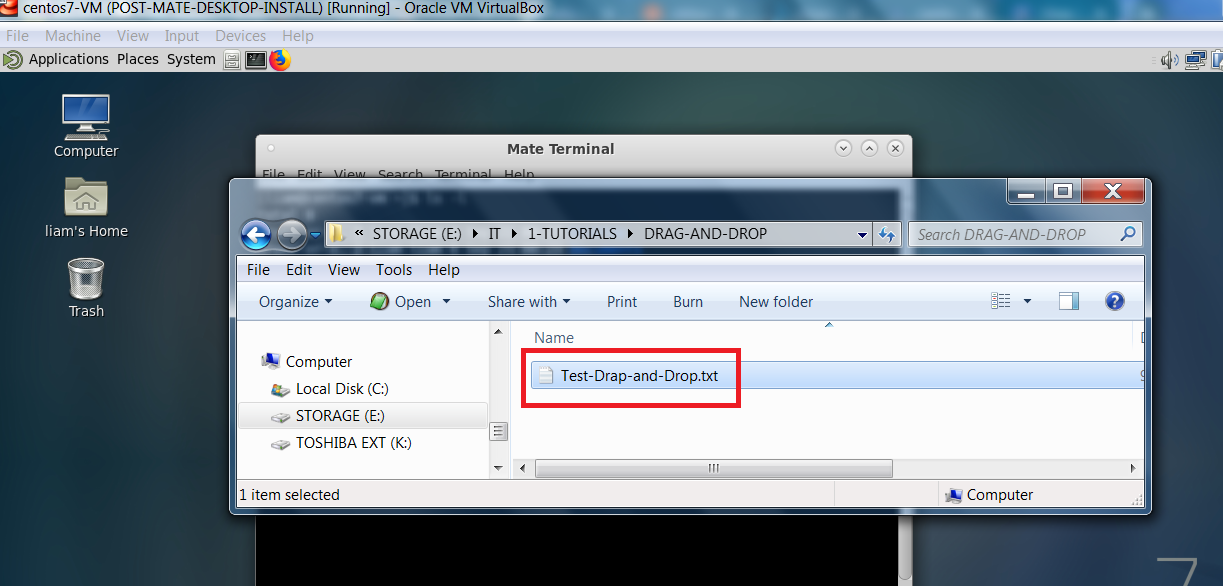 centos7-VM (POST-MATE-DESKTOP-INSTALL) [Running] - Oracle VM VirtualBox
File Machine View Input Devices Help
Applications Places System
Computer
liam's Home
Trash
Mate Terminal
File Edit View Search Terminal Help
« STORAGE (E:) IT 1-TUTORIALS DRAG-AND-DROP
Search DRAG-AND-DROP
File Edit View Tools Help
Organize Open Share with Print Burn New folder
Computer
Local Disk (C:)
STORAGE (E:)
TOSHIBA EXT (K:)
Name
Test-Drap-and-Drop.txt
1 item selected
Computer
7